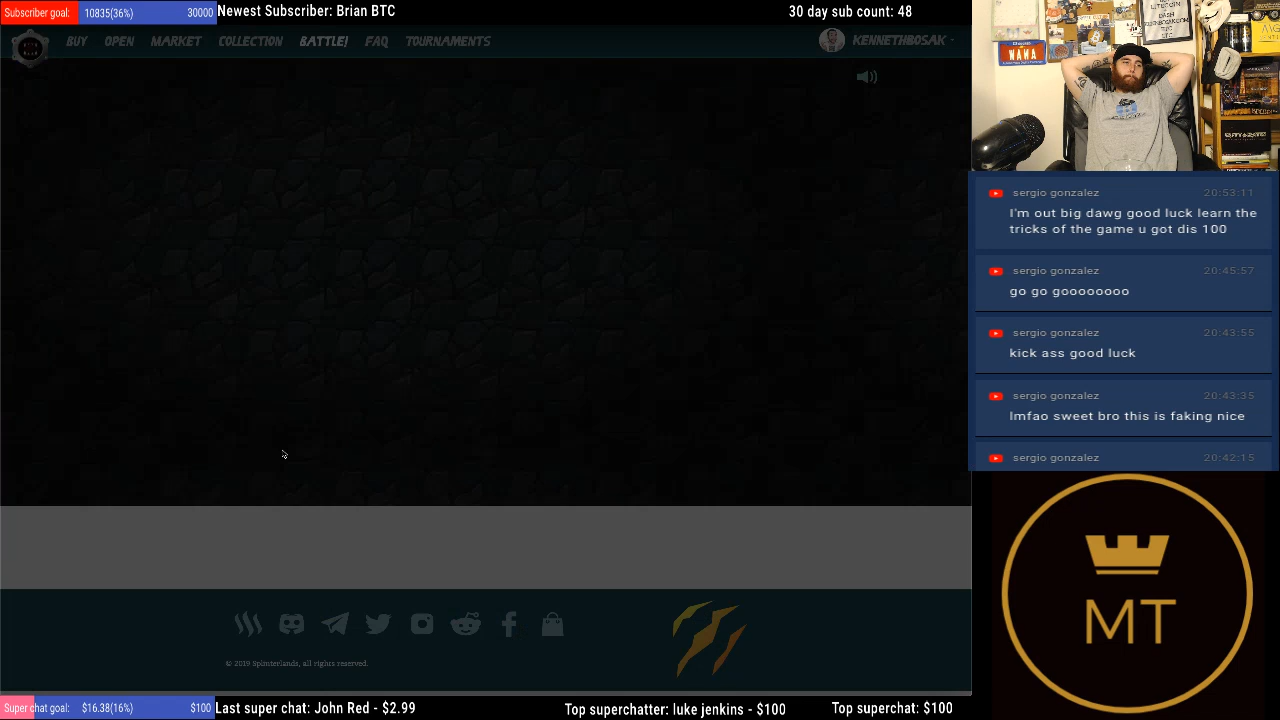 Subscriber goal: 10835(36%) 30000
Newest Subscriber: Brian BTC
30 day sub count: 48
BUY OPEN MARKET COLLECTION BATTLE! FAQ TOURNAMENTS
KENNETHBOSAK
sergio gonzalez 20:53:11
I'm out big dawg good luck learn the
tricks of the game u got dis 100
sergio gonzalez 20:45:57
go go goooooooo
sergio gonzalez 20:43:55
kick ass good luck
sergio gonzalez 20:43:35
lmfao sweet bro this is faking nice
sergio gonzalez 20:42:15
MT
© 2019 Splinterlands, all rights reserved.
Super chat goal: $16.38(16%) $100
Last super chat: John Red - $2.99
Top superchatter: luke jenkins - $100
Top superchat: $100